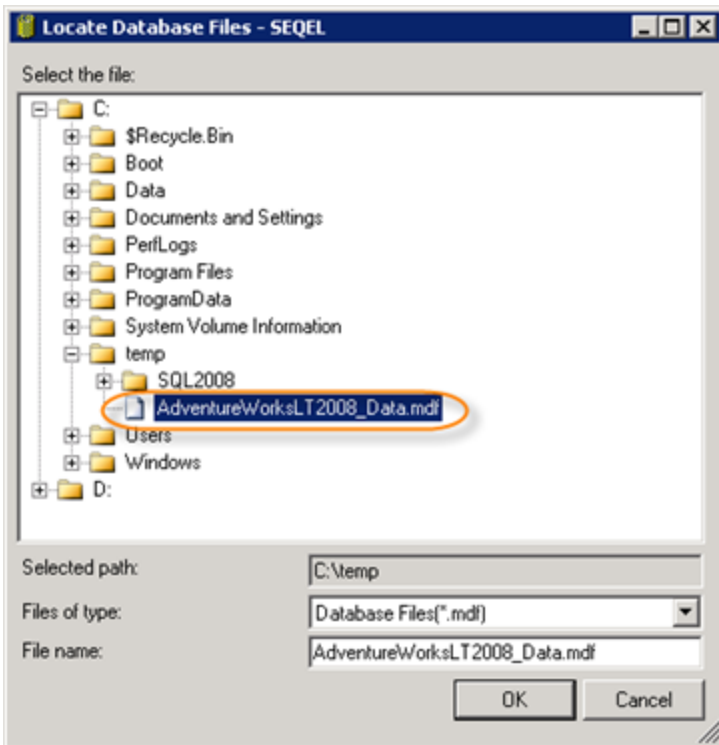 Locate Database Files - SEQEL
Select the file:
C:
$Recycle.Bin
Boot
Data
Documents and Settings
PerfLogs
Program Files
ProgramData
System Volume Information
temp
SQL2008
AdventureWorksLT2008_Data.mdf
Users
Windows
D:
Selected path: C:\temp
Files of type: Database Files(*.mdf)
File name: AdventureWorksLT2008_Data.mdf
OK Cancel